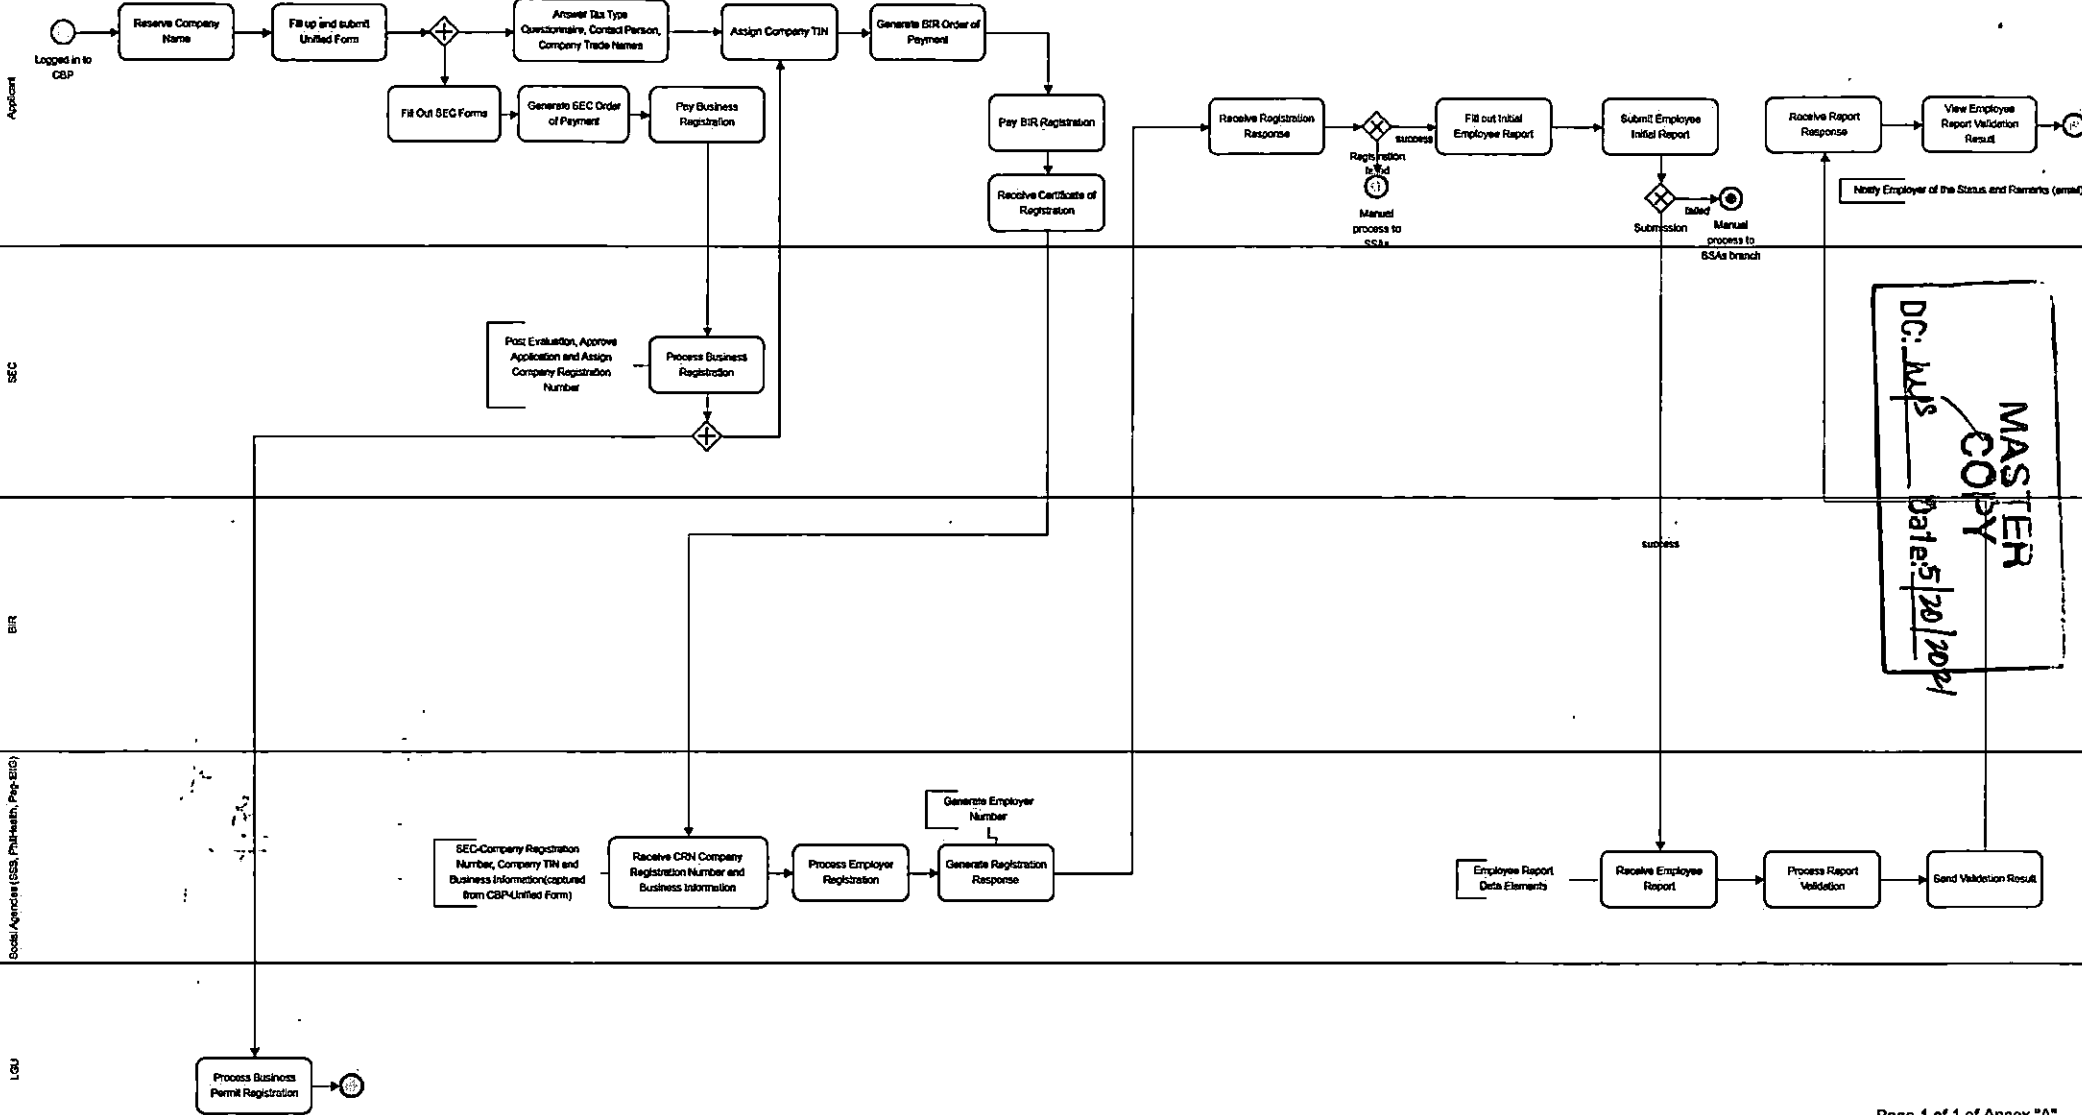 Applicant
Logged in to
CBP
Reserve Company
Name
Fill up and submit
Unified Form
Answer Tax Type
Questionnaire, Contact Person,
Company Trade Names
Assign Company TIN
Generate BIR Order of
Payment
Fill Out SEC Forms
Generate SEC Order
of Payment
Pay Business
Registration
Pay BIR Registration
Receive Certificate of
Registration
Receive Registration
Response
success
Registration
failed
Manual
process to
SSAs
Fill out Initial
Employee Report
Submit Employee
Initial Report
failed
Submission
Manual
process to
SSAs branch
Receive Report
Response
View Employee
Report Validation
Result
Notify Employer of the Status and Remarks (email)
SEC
Post Evaluation, Approve
Application and Assign
Company Registration
Number
Process Business
Registration
MASTER
COPY
DC:
Date: 5/20/2021
BIR
success
Social Agencies (SSS, PhilHealth, Pag-IBIG)
SEC-Company Registration
Number, Company TIN and
Business Information(captured
from CBP-Unified Form)
Receive CRN Company
Registration Number and
Business Information
Process Employer
Registration
Generate Employer
Number
Generate Registration
Response
Employee Report
Data Elements
Receive Employee
Report
Process Report
Validation
Send Validation Result
LGU
Process Business
Permit Registration
Page 1 of 1 of Annex "A"